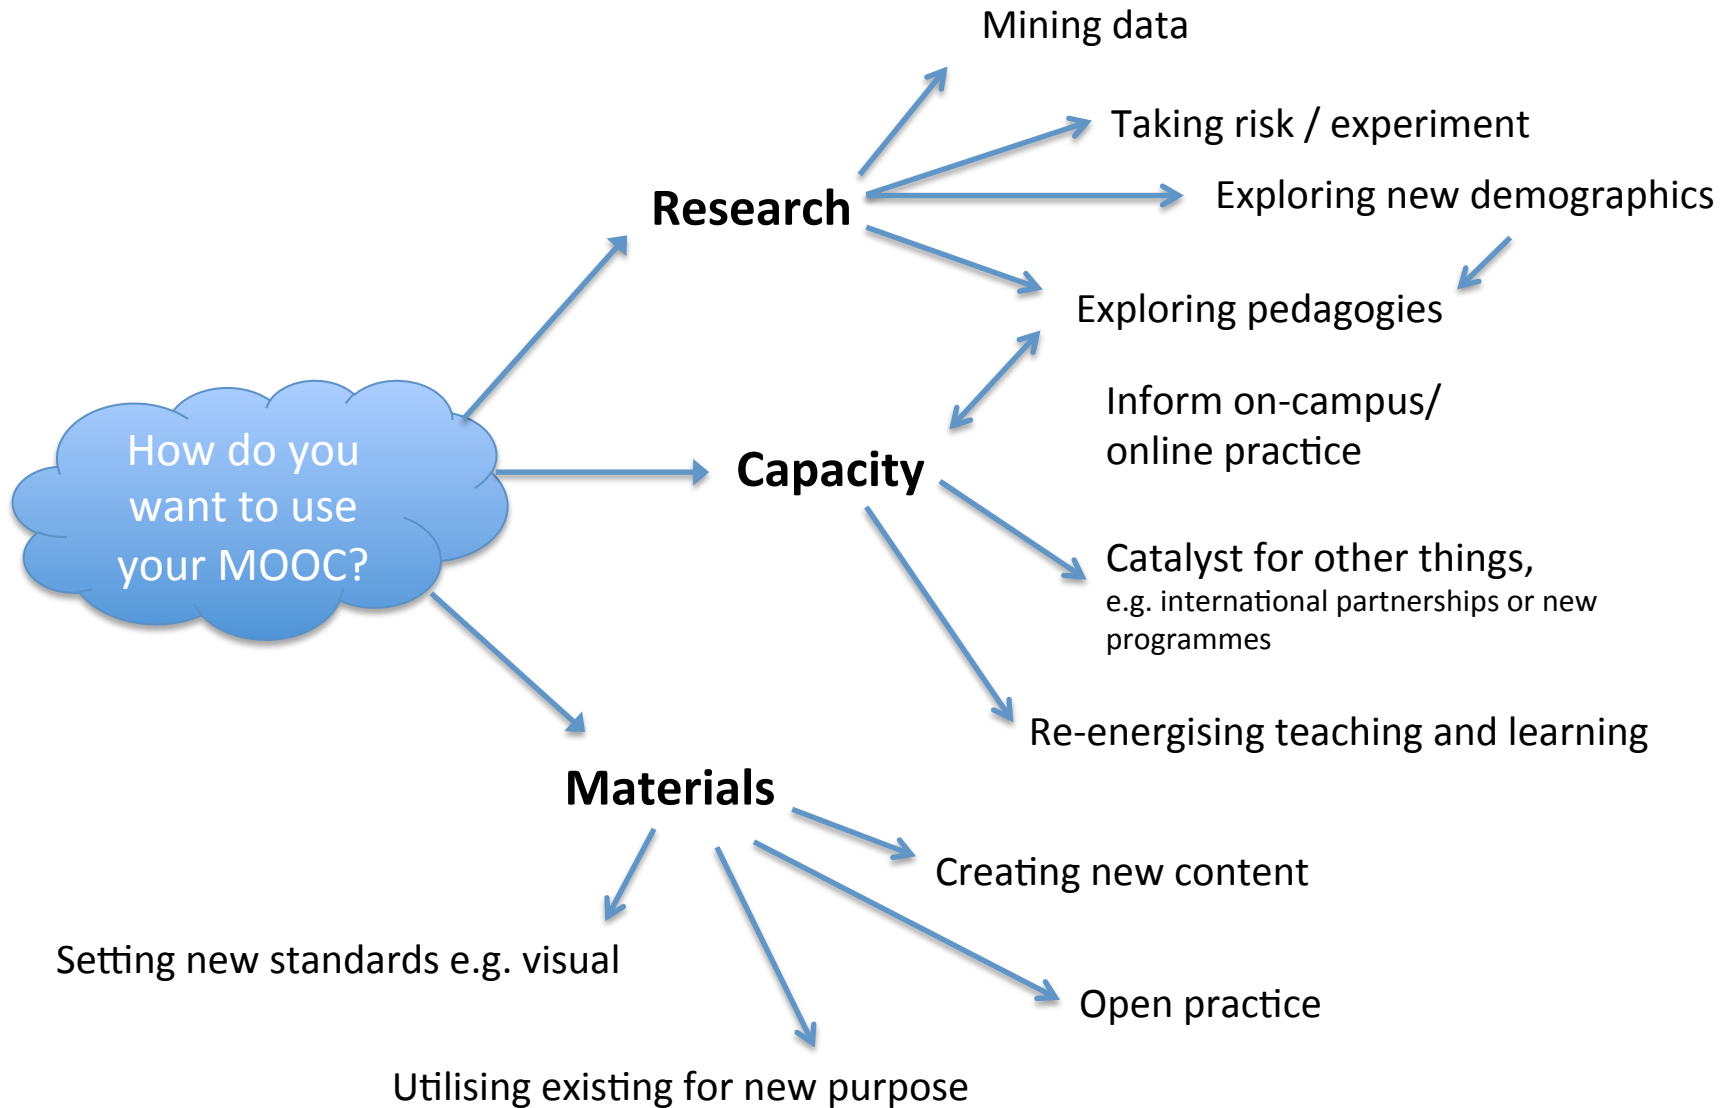 Mining data
Taking risk / experiment
Research
Exploring new demographics
Exploring pedagogies
Inform on-campus/
online practice
How do you
want to use
your MOOC?
Capacity
Catalyst for other things,
e.g. international partnerships or new
programmes
Re-energising teaching and learning
Materials
Creating new content
Setting new standards e.g. visual
Open practice
Utilising existing for new purpose